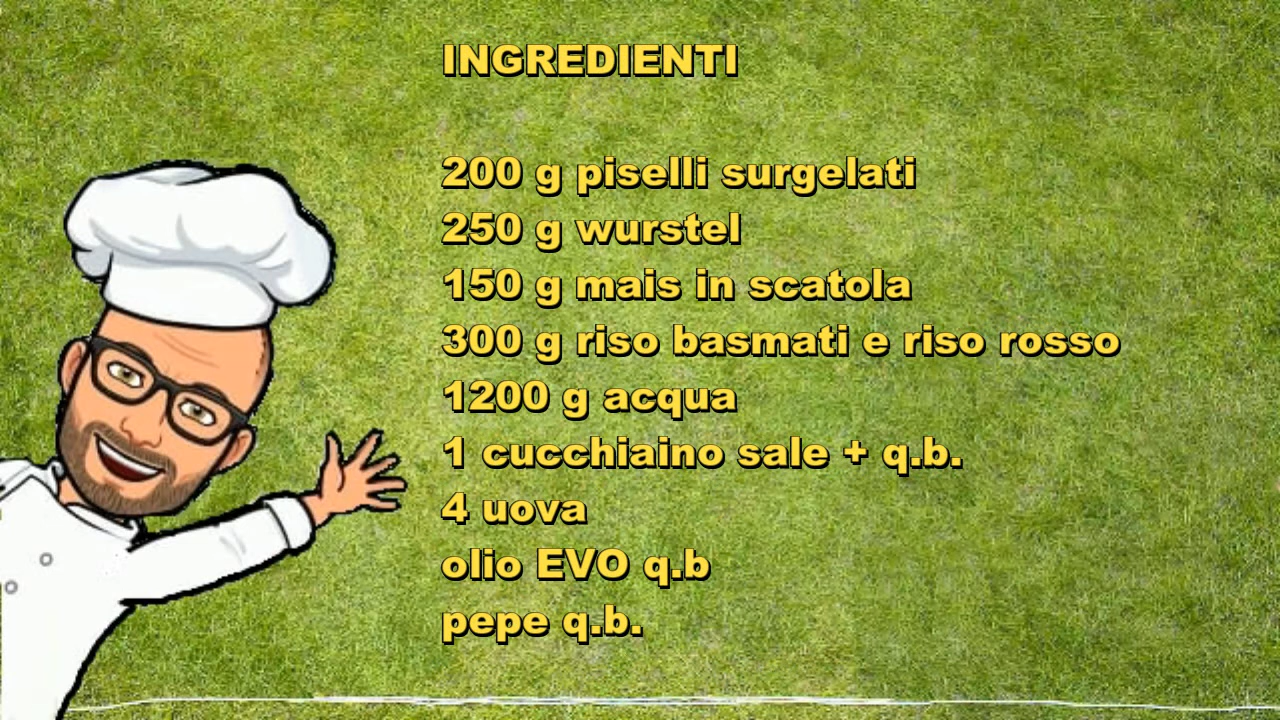 INGREDIENTI
200 g piselli surgelati
250 g wurstel
150 g mais in scatola
300 g riso basmati e riso rosso
1200 g acqua
1 cucchiaino sale + q.b.
4 uova
olio EVO q.b
pepe q.b.